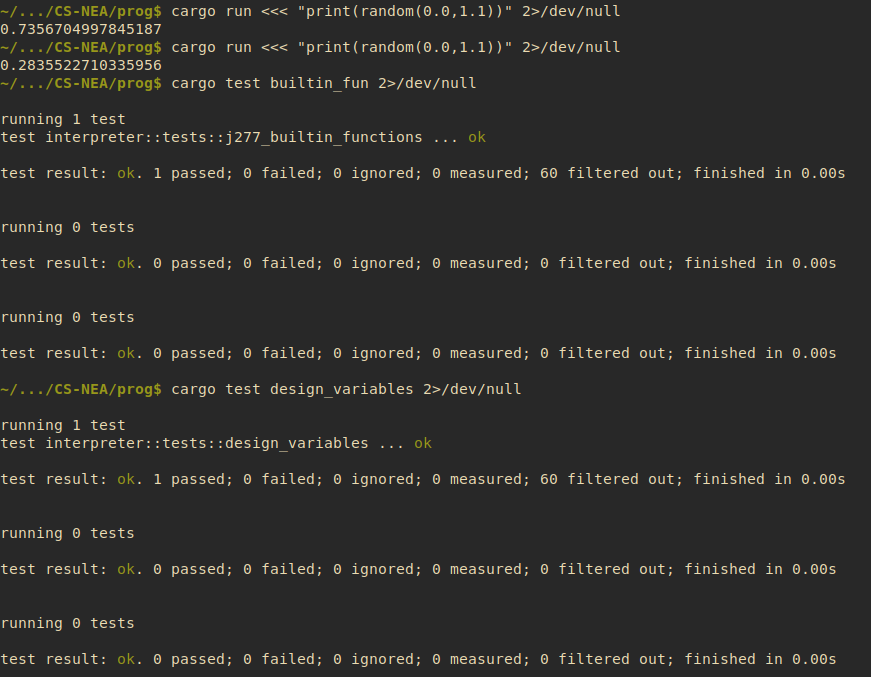 ~/.../CS-NEA/prog$ cargo run <<< "print(random(0.0,1.1))" 2>/dev/null
0.7356704997845187
~/.../CS-NEA/prog$ cargo run <<< "print(random(0.0,1.1))" 2>/dev/null
0.2835522710335956
~/.../CS-NEA/prog$ cargo test builtin_fun 2>/dev/null
running 1 test
test interpreter::tests::j277_builtin_functions ... ok
test result: ok. 1 passed; 0 failed; 0 ignored; 0 measured; 60 filtered out; finished in 0.00s
running 0 tests
test result: ok. 0 passed; 0 failed; 0 ignored; 0 measured; 0 filtered out; finished in 0.00s
running 0 tests
test result: ok. 0 passed; 0 failed; 0 ignored; 0 measured; 0 filtered out; finished in 0.00s
~/.../CS-NEA/prog$ cargo test design_variables 2>/dev/null
running 1 test
test interpreter::tests::design_variables ... ok
test result: ok. 1 passed; 0 failed; 0 ignored; 0 measured; 60 filtered out; finished in 0.00s
running 0 tests
test result: ok. 0 passed; 0 failed; 0 ignored; 0 measured; 0 filtered out; finished in 0.00s
running 0 tests
test result: ok. 0 passed; 0 failed; 0 ignored; 0 measured; 0 filtered out; finished in 0.00s